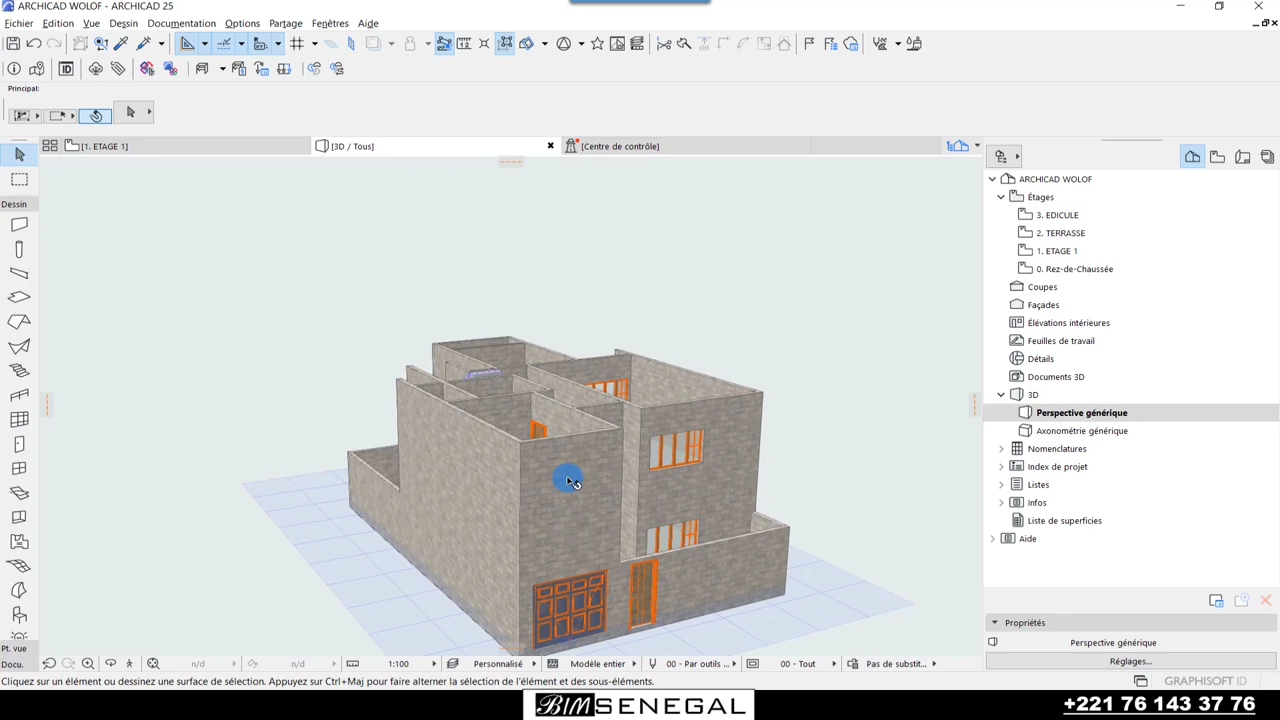 ARCHICAD WOLOF - ARCHICAD 25
Fichier Edition Vue Dessin Documentation Options Partage Fenêtres Aide
Principal:
[1. ETAGE 1]
[3D / Tous]
[Centre de contrôle]
Dessin
ARCHICAD WOLOF
Étages
3. EDICULE
2. TERRASSE
1. ETAGE 1
0. Rez-de-Chaussée
Coupes
Façades
Élévations intérieures
Feuilles de travail
Détails
Documents 3D
3D
Perspective générique
Axonométrie générique
Nomenclatures
Index de projet
Listes
Infos
Liste de superficies
Aide
Propriétés
Perspective générique
Réglages...
Pt. vue
Docu.
n/d n/d 1:100 Personnalisé Modèle entier 00 - Par outils ... 00 - Tout Pas de substit...
Cliquez sur un élément ou dessinez une surface de sélection. Appuyez sur Ctrl+Maj pour faire alterner la sélection de l'élément et des sous-éléments.
GRAPHISOFT ID
BIMSENEGAL
+221 76 143 37 76